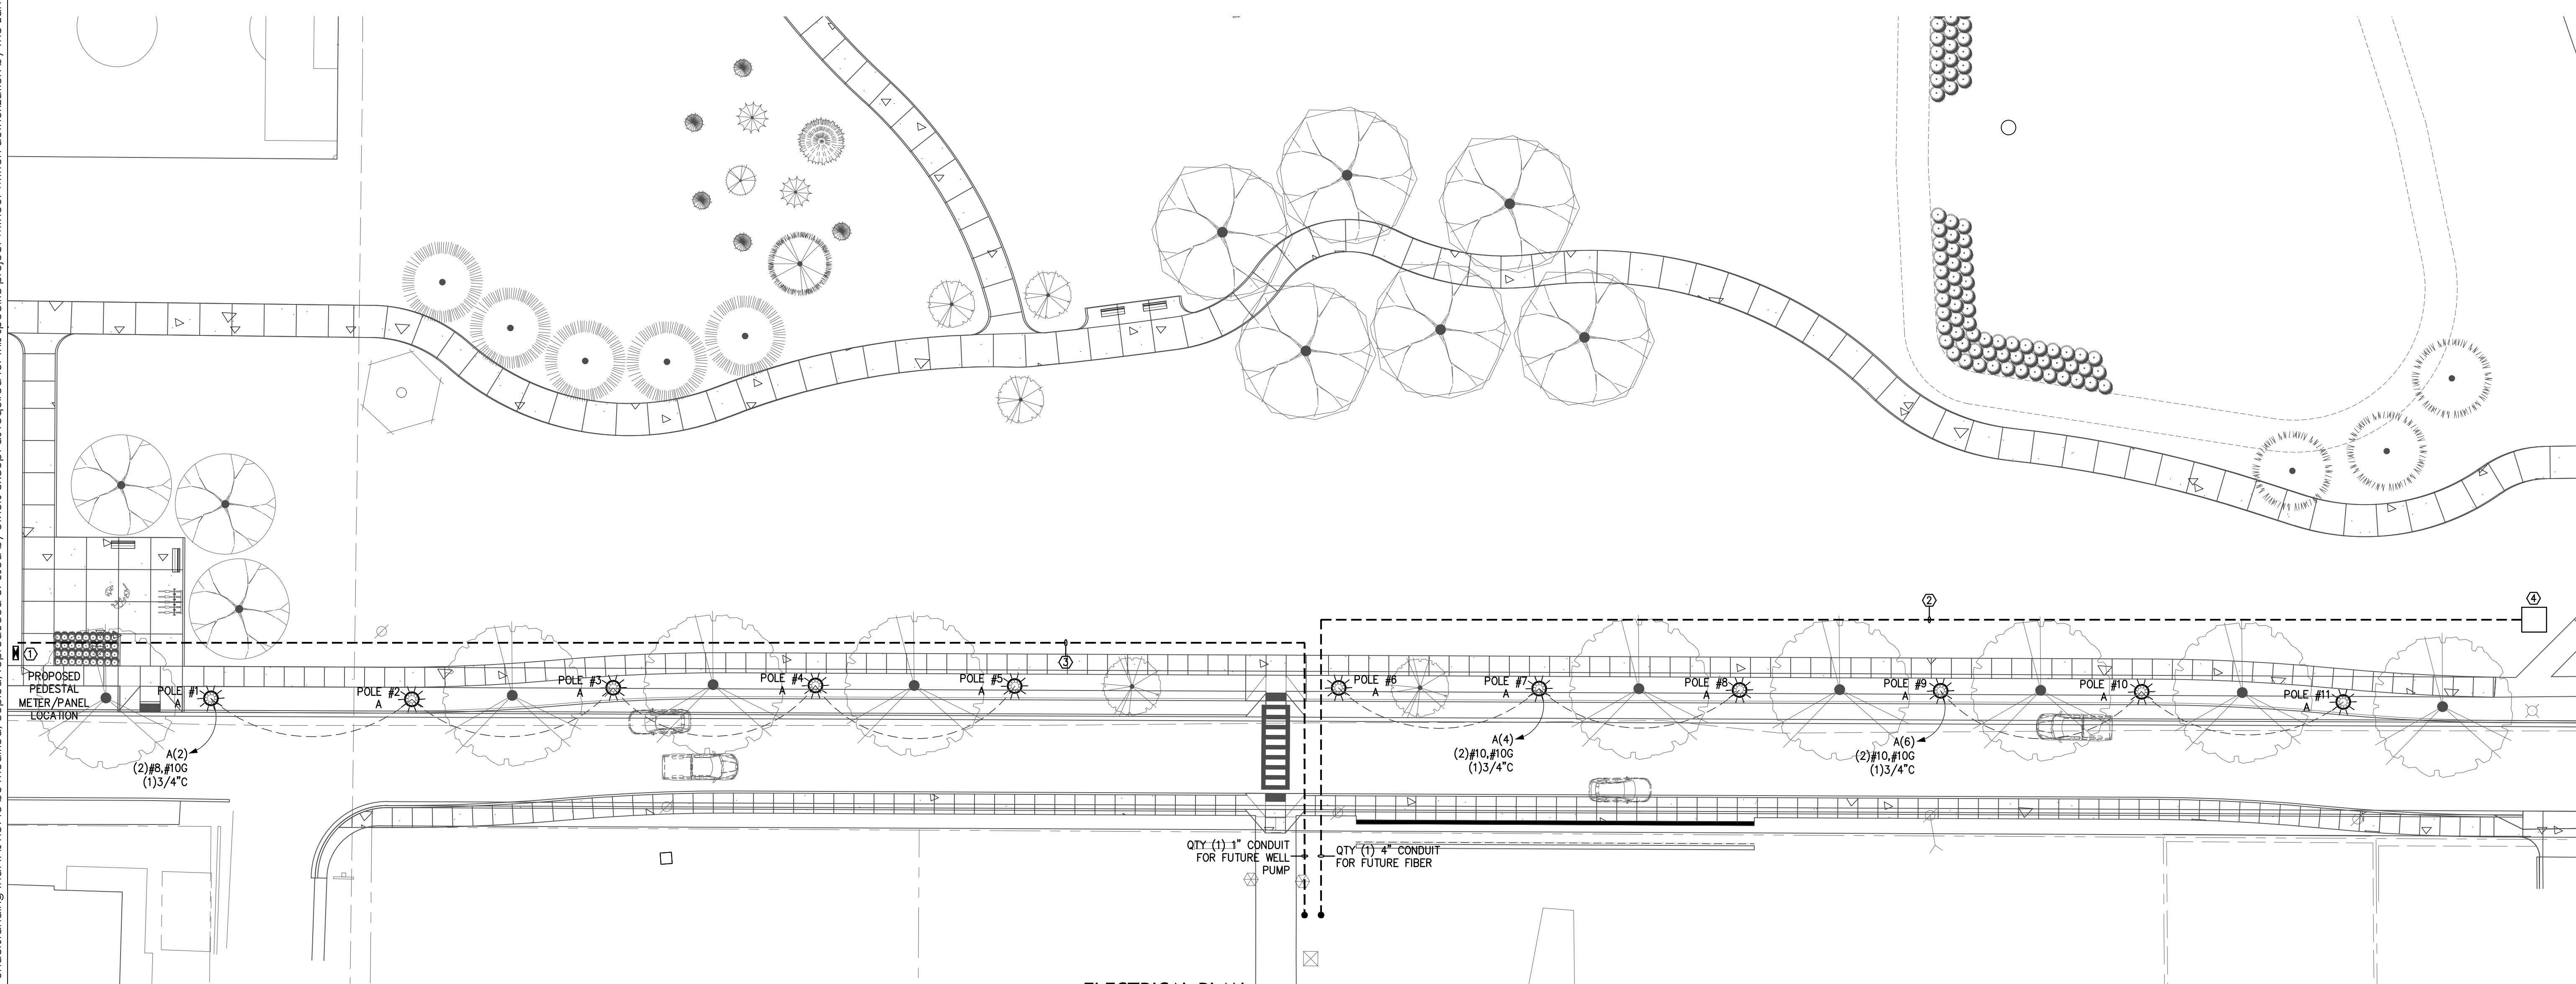 2
4
1
3
PROPOSED
PEDESTAL
METER/PANEL
LOCATION
POLE #1
A
POLE #2
A
POLE #3
A
POLE #4
A
POLE #5
A
POLE #6
A
POLE #7
A
POLE #8
A
POLE #9
A
POLE #10
A
POLE #11
A
A(2)
(2)#8,#10G
(1)3/4"C
A(4)
(2)#10,#10G
(1)3/4"C
A(6)
(2)#10,#10G
(1)3/4"C
QTY (1) 1" CONDUIT
FOR FUTURE WELL
PUMP
QTY (1) 4" CONDUIT
FOR FUTURE FIBER